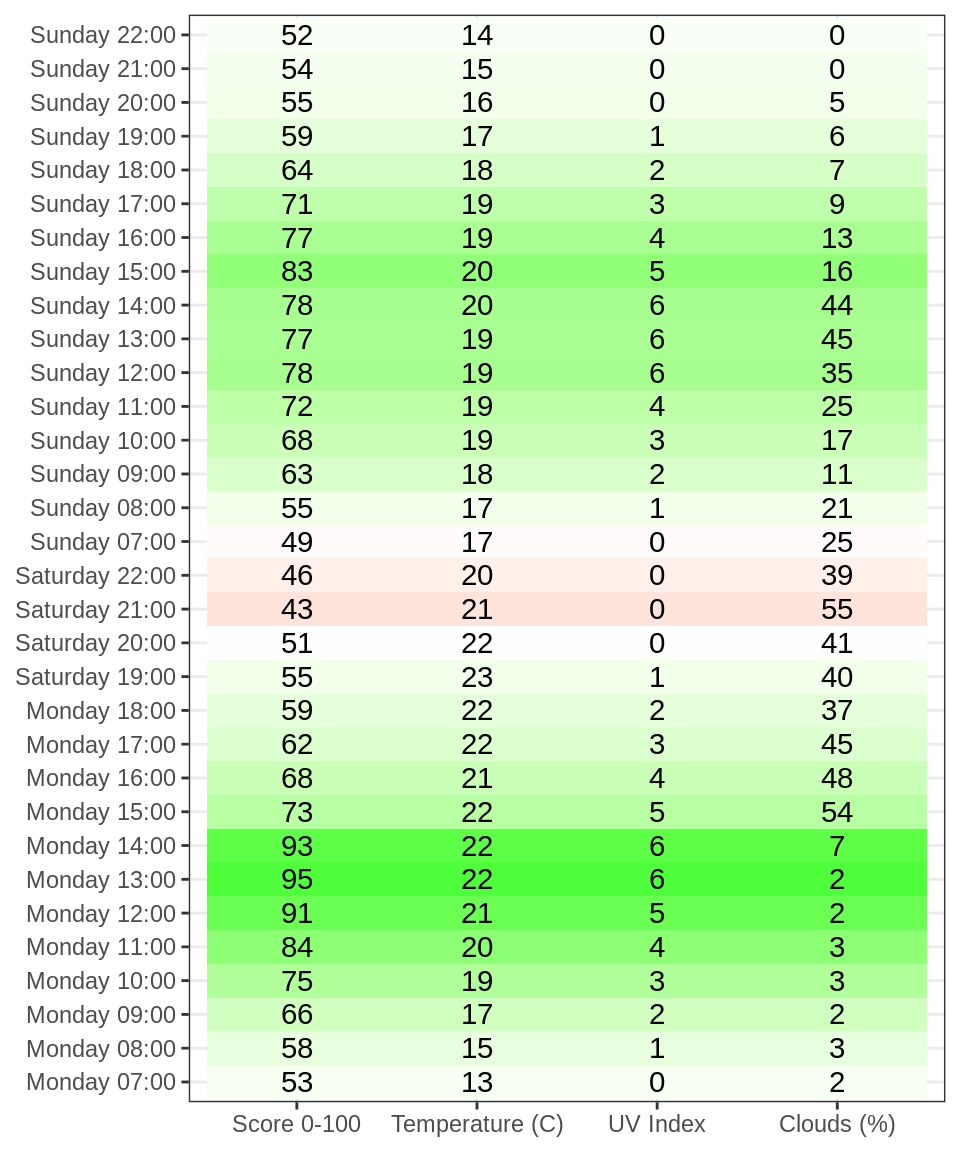 Sunday 22:00 52 14 0 0
Sunday 21:00 54 15 0 0
Sunday 20:00 55 16 0 5
Sunday 19:00 59 17 1 6
Sunday 18:00 64 18 2 7
Sunday 17:00 71 19 3 9
Sunday 16:00 77 19 4 13
Sunday 15:00 83 20 5 16
Sunday 14:00 78 20 6 44
Sunday 13:00 77 19 6 45
Sunday 12:00 78 19 6 35
Sunday 11:00 72 19 4 25
Sunday 10:00 68 19 3 17
Sunday 09:00 63 18 2 11
Sunday 08:00 55 17 1 21
Sunday 07:00 49 17 0 25
Saturday 22:00 46 20 0 39
Saturday 21:00 43 21 0 55
Saturday 20:00 51 22 0 41
Saturday 19:00 55 23 1 40
Monday 18:00 59 22 2 37
Monday 17:00 62 22 3 45
Monday 16:00 68 21 4 48
Monday 15:00 73 22 5 54
Monday 14:00 93 22 6 7
Monday 13:00 95 22 6 2
Monday 12:00 91 21 5 2
Monday 11:00 84 20 4 3
Monday 10:00 75 19 3 3
Monday 09:00 66 17 2 2
Monday 08:00 58 15 1 3
Monday 07:00 53 13 0 2
Score 0-100 Temperature (C) UV Index Clouds (%)